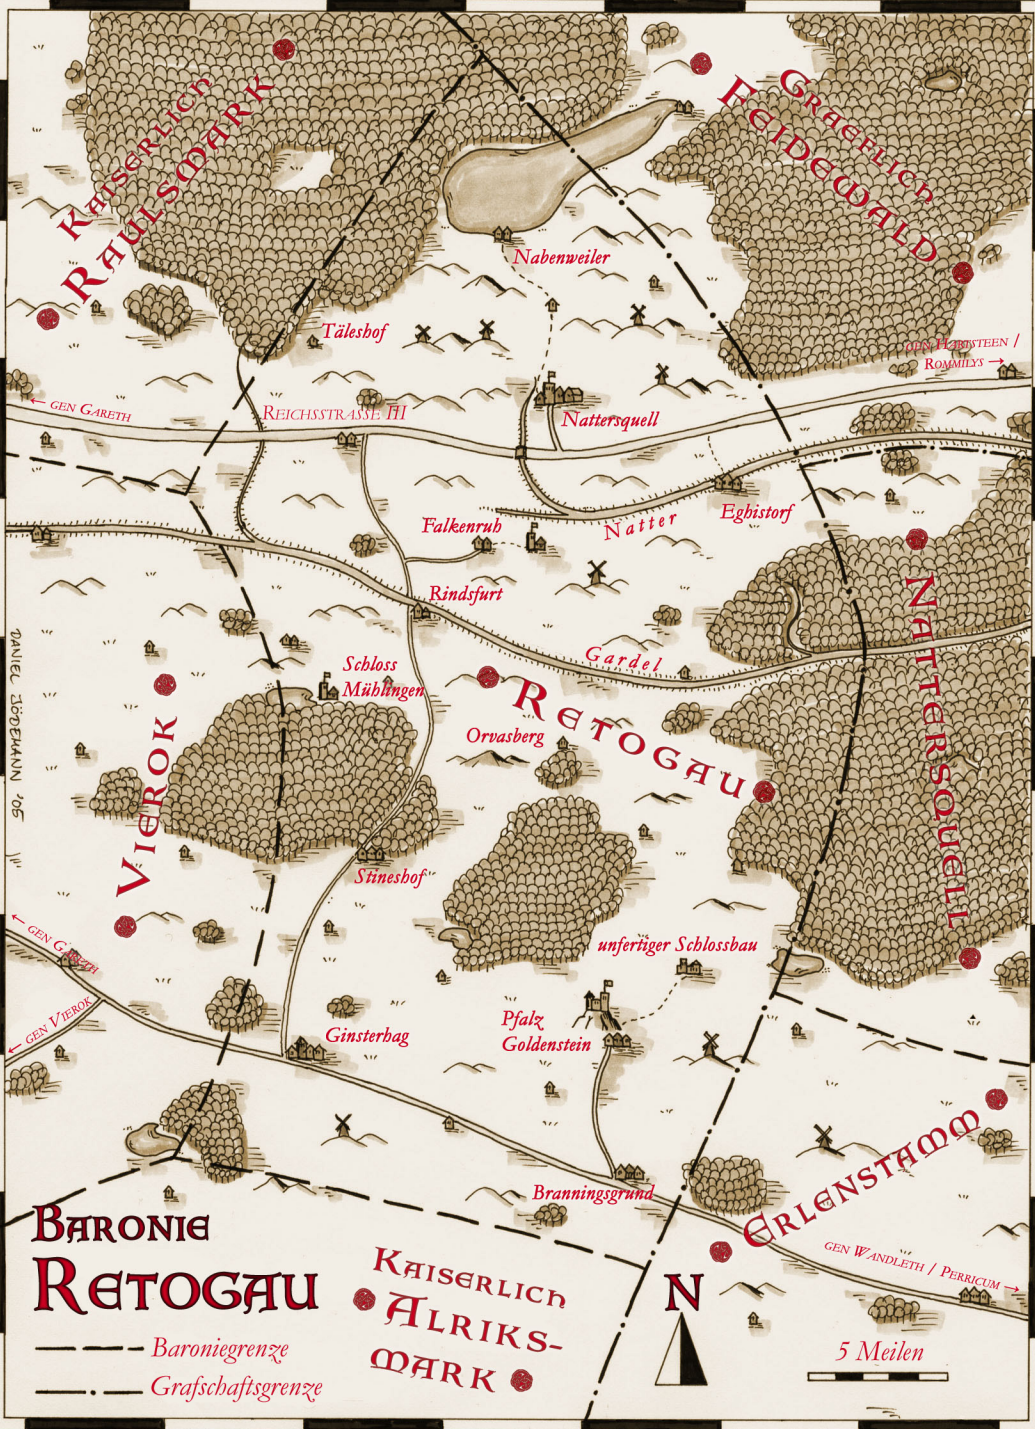 Kaiserlich
Raulsmark
Graeflich
Feidewald
Nabenweiler
Täleshof
gen Hartsteen /
Rommilys →
← gen Gareth
Reichsstrasse III
Nattersquell
Natter
Eghistorf
Falkenruh
Rindsfurt
Gardel
Schloss
Mühlingen
Retogau
Orvasberg
Nattersquell
Vierok
Daniel Jödemann '05
Stineshof
← gen Gareth
← gen Vierok
unfertiger Schlossbau
Pfalz
Goldenstein
Ginsterhag
Branningsgrund
Erlenstamm
gen Wandleth / Perricum →
Baronie
Retogau
Baroniegrenze
Grafschaftsgrenze
Kaiserlich
Alriks-
mark
N
5 Meilen